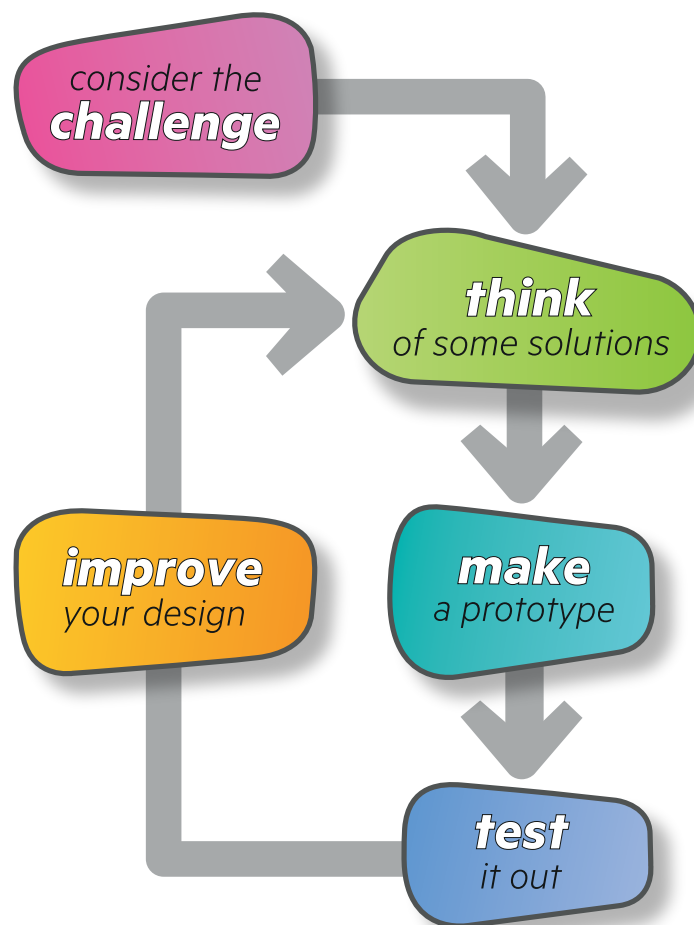 consider the
challenge
think
of some solutions
make
a prototype
test
it out
improve
your design